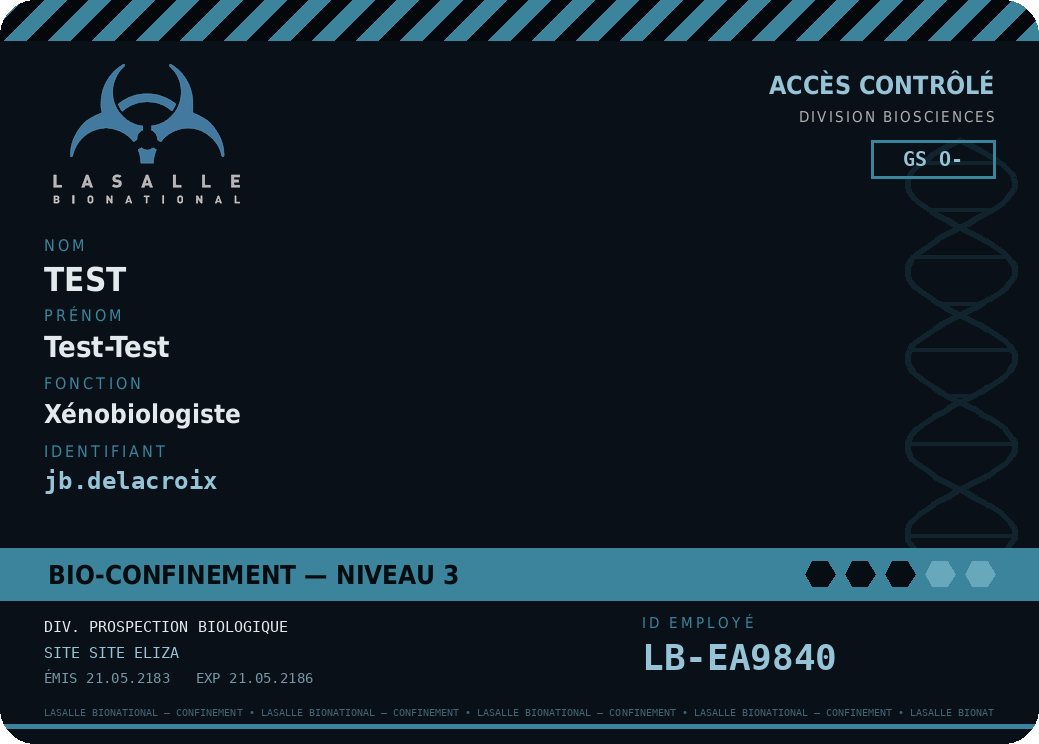 LASALLE
BIONATIONAL
ACCÈS CONTRÔLÉ
DIVISION BIOSCIENCES
GS O-
NOM
TEST
PRÉNOM
Test-Test
FONCTION
Xénobiologiste
IDENTIFIANT
jb.delacroix
BIO-CONFINEMENT — NIVEAU 3
DIV. PROSPECTION BIOLOGIQUE
SITE SITE ELIZA
ÉMIS 21.05.2183 EXP 21.05.2186
ID EMPLOYÉ
LB-EA9840
LASALLE BIONATIONAL — CONFINEMENT • LASALLE BIONATIONAL — CONFINEMENT • LASALLE BIONATIONAL — CONFINEMENT • LASALLE BIONATIONAL — CONFINEMENT • LASALLE BIONAT